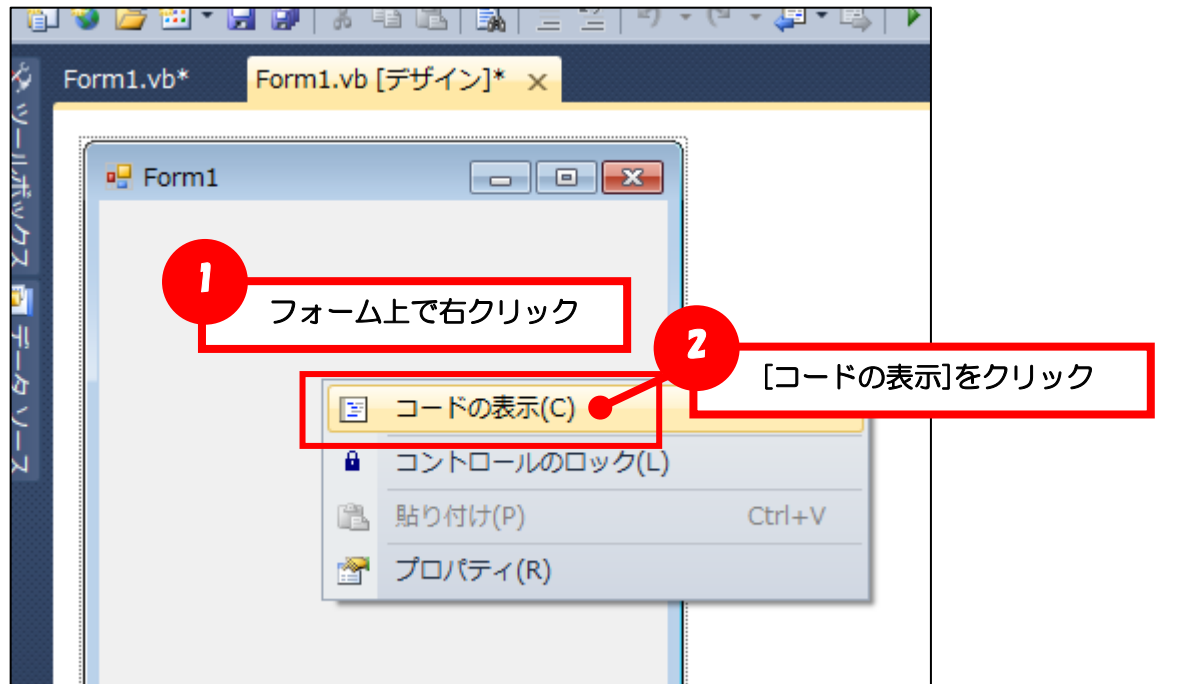 Form1.vb*
Form1.vb [デザイン]*
ツールボックス
データ ソース
Form1
1
フォーム上で右クリック
2
[コードの表示]をクリック
コードの表示(C)
コントロールのロック(L)
貼り付け(P) Ctrl+V
プロパティ(R)